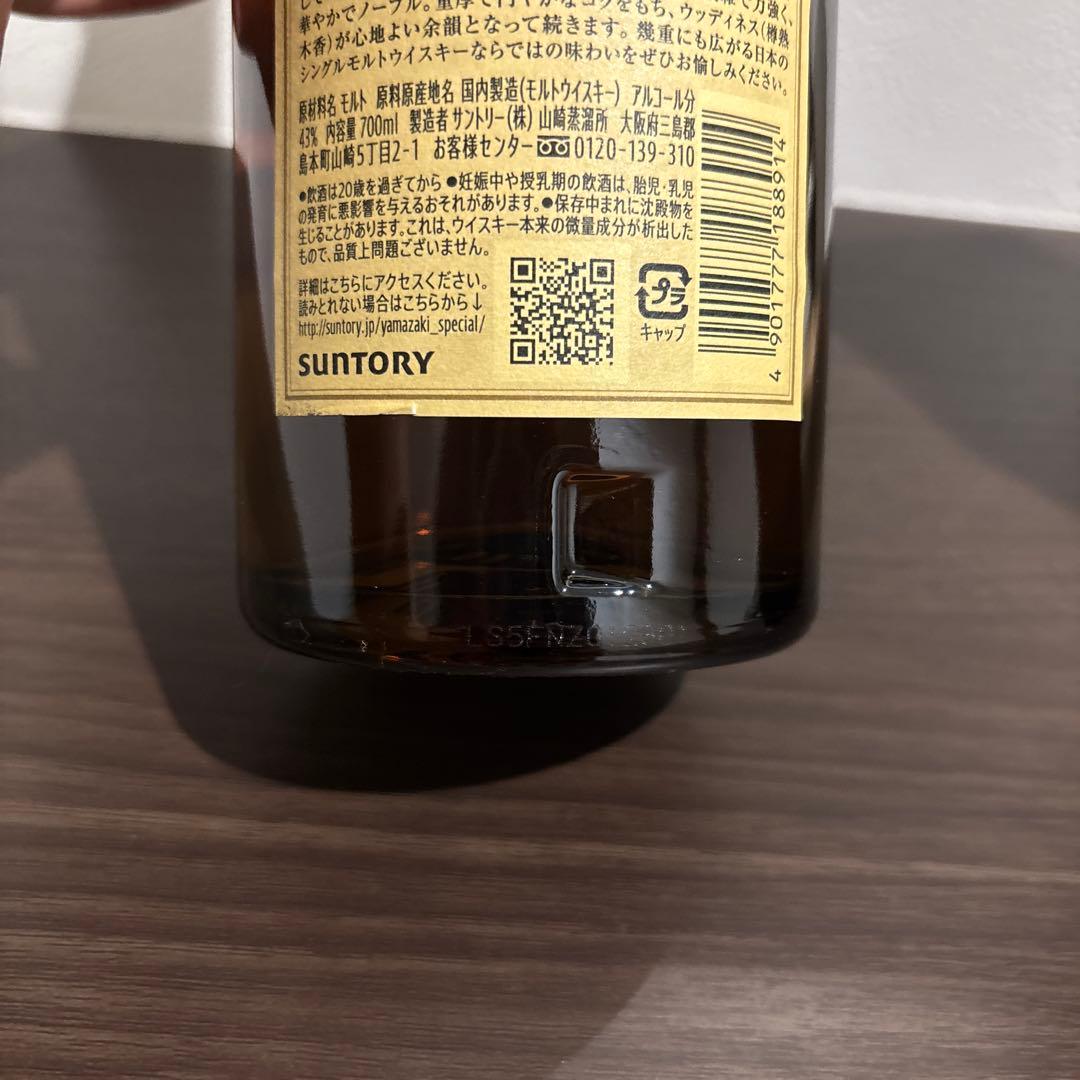 華やかでノーブル。重厚で円やかなコクをもち、ウッディネス(樽熟
木香)が心地よい余韻となって続きます。幾重にも広がる日本の
シングルモルトウイスキーならではの味わいをぜひお愉しみください。
原材料名 モルト 原料原産地名 国内製造(モルトウイスキー) アルコール分
43% 内容量 700ml 製造者 サントリー(株) 山崎蒸溜所 大阪府三島郡
島本町山崎5丁目2-1 お客様センター 0120-139-310
●飲酒は20歳を過ぎてから ●妊娠中や授乳期の飲酒は、胎児・乳児
の発育に悪影響を与えるおそれがあります。●保存中まれに沈殿物を
生じることがあります。これは、ウイスキー本来の微量成分が析出した
もので、品質上問題ございません。
詳細はこちらにアクセスください。
読みとれない場合はこちらから↓
http://suntory.jp/yamazaki_special/
SUNTORY
プラ
キャップ
4 901777 188914